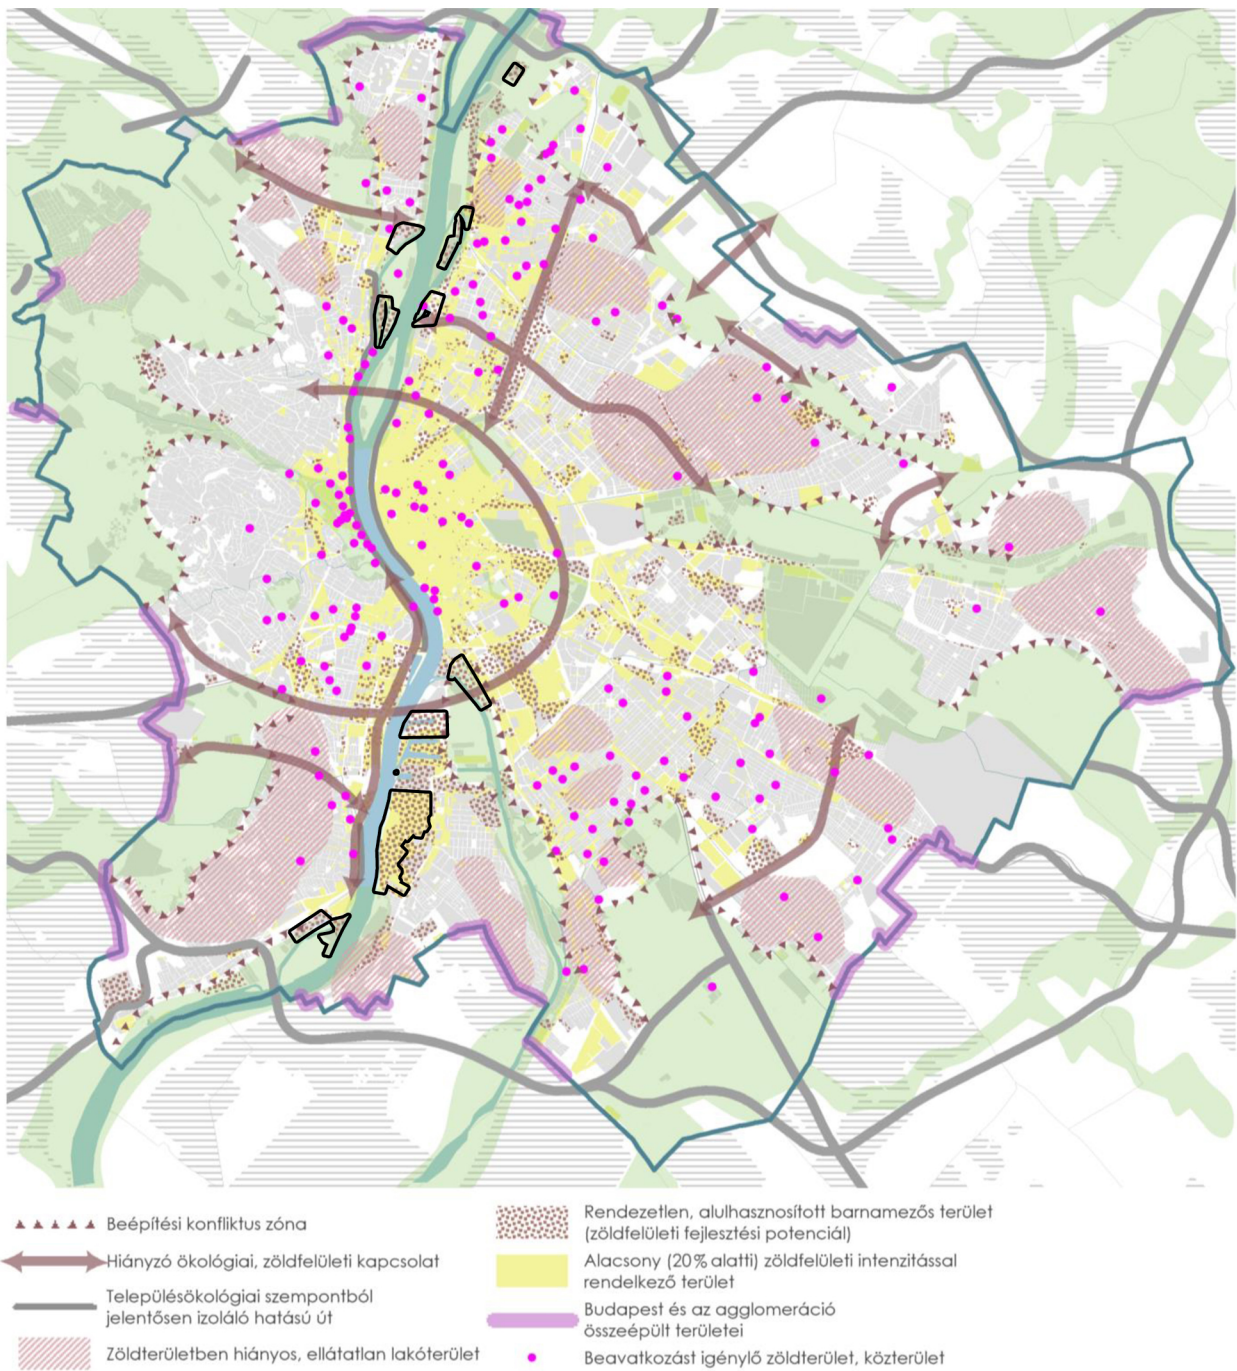 Beépítési konfliktus zóna
Hiányzó ökológiai, zöldfelületi kapcsolat
Településökológiai szempontból
jelentősen izoláló hatású út
Zöldterületben hiányos, ellátatlan lakóterület
Rendezetlen, alulhasznosított barnamezős terület
(zöldfelületi fejlesztési potenciál)
Alacsony (20% alatti) zöldfelületi intenzitással
rendelkező terület
Budapest és az agglomeráció
összeépült területei
Beavatkozást igénylő zöldterület, közterület